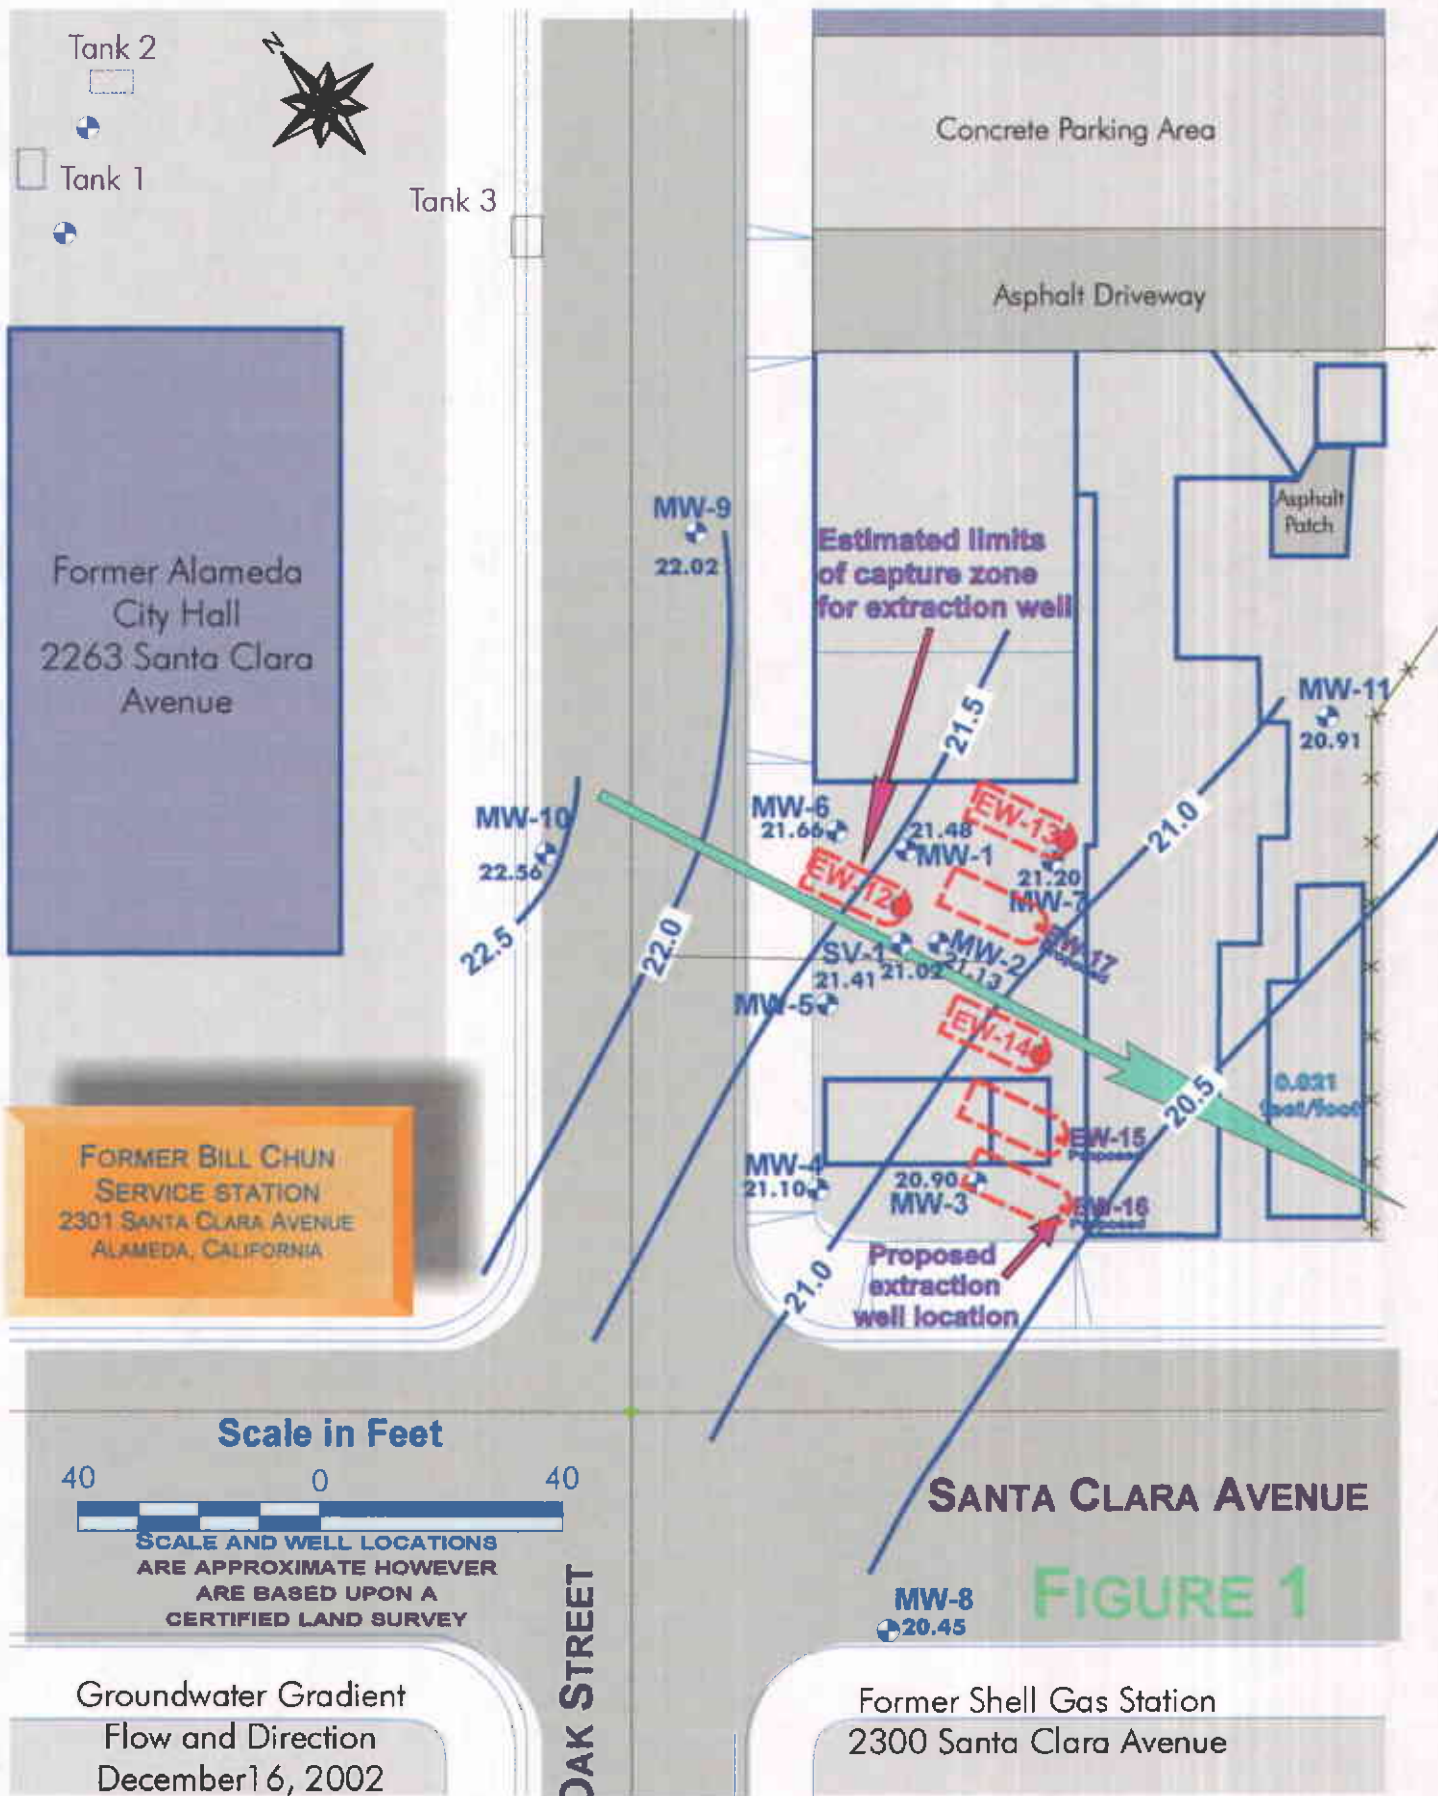 Tank 2
N
Tank 1
Tank 3
Concrete Parking Area
Asphalt Driveway
Asphalt
Patch
MW-9
22.02
Estimated limits
of capture zone
for extraction well
Former Alameda
City Hall
2263 Santa Clara
Avenue
21.5
MW-11
20.91
MW-10
22.56
22.5
22.0
MW-6
21.66
21.48
MW-1
EW-13
21.20
MW-7
21.0
EW-12
EW-17
Proposed
SV-1
21.02
MW-2
21.13
21.41
MW-5
EW-14
20.5
0.021
feet/foot
EW-15
Proposed
MW-4
21.10
20.90
MW-3
EW-16
Proposed
FORMER BILL CHUN
SERVICE STATION
2301 SANTA CLARA AVENUE
ALAMEDA, CALIFORNIA
21.0
Proposed
extraction
well location
Scale in Feet
40 0 40
SCALE AND WELL LOCATIONS
ARE APPROXIMATE HOWEVER
ARE BASED UPON A
CERTIFIED LAND SURVEY
SANTA CLARA AVENUE
OAK STREET
FIGURE 1
MW-8
20.45
Groundwater Gradient
Flow and Direction
December16, 2002
Former Shell Gas Station
2300 Santa Clara Avenue